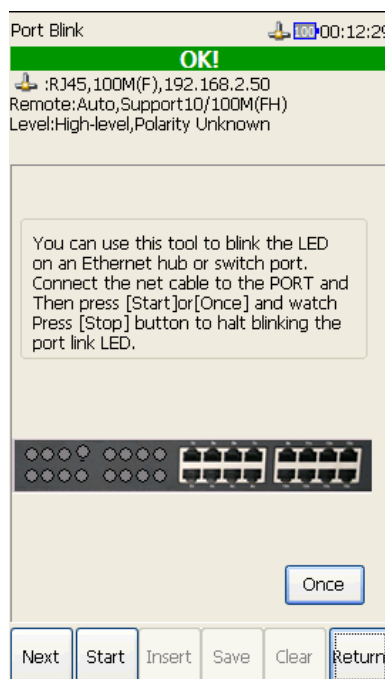 Port Blink 100 00:12:29
OK!
:RJ45,100M(F),192.168.2.50
Remote:Auto,Support10/100M(FH)
Level:High-level,Polarity Unknown
You can use this tool to blink the LED
on an Ethernet hub or switch port.
Connect the net cable to the PORT and
Then press [Start]or[Once] and watch
Press [Stop] button to halt blinking the
port link LED.
Once
Next Start Insert Save Clear Return